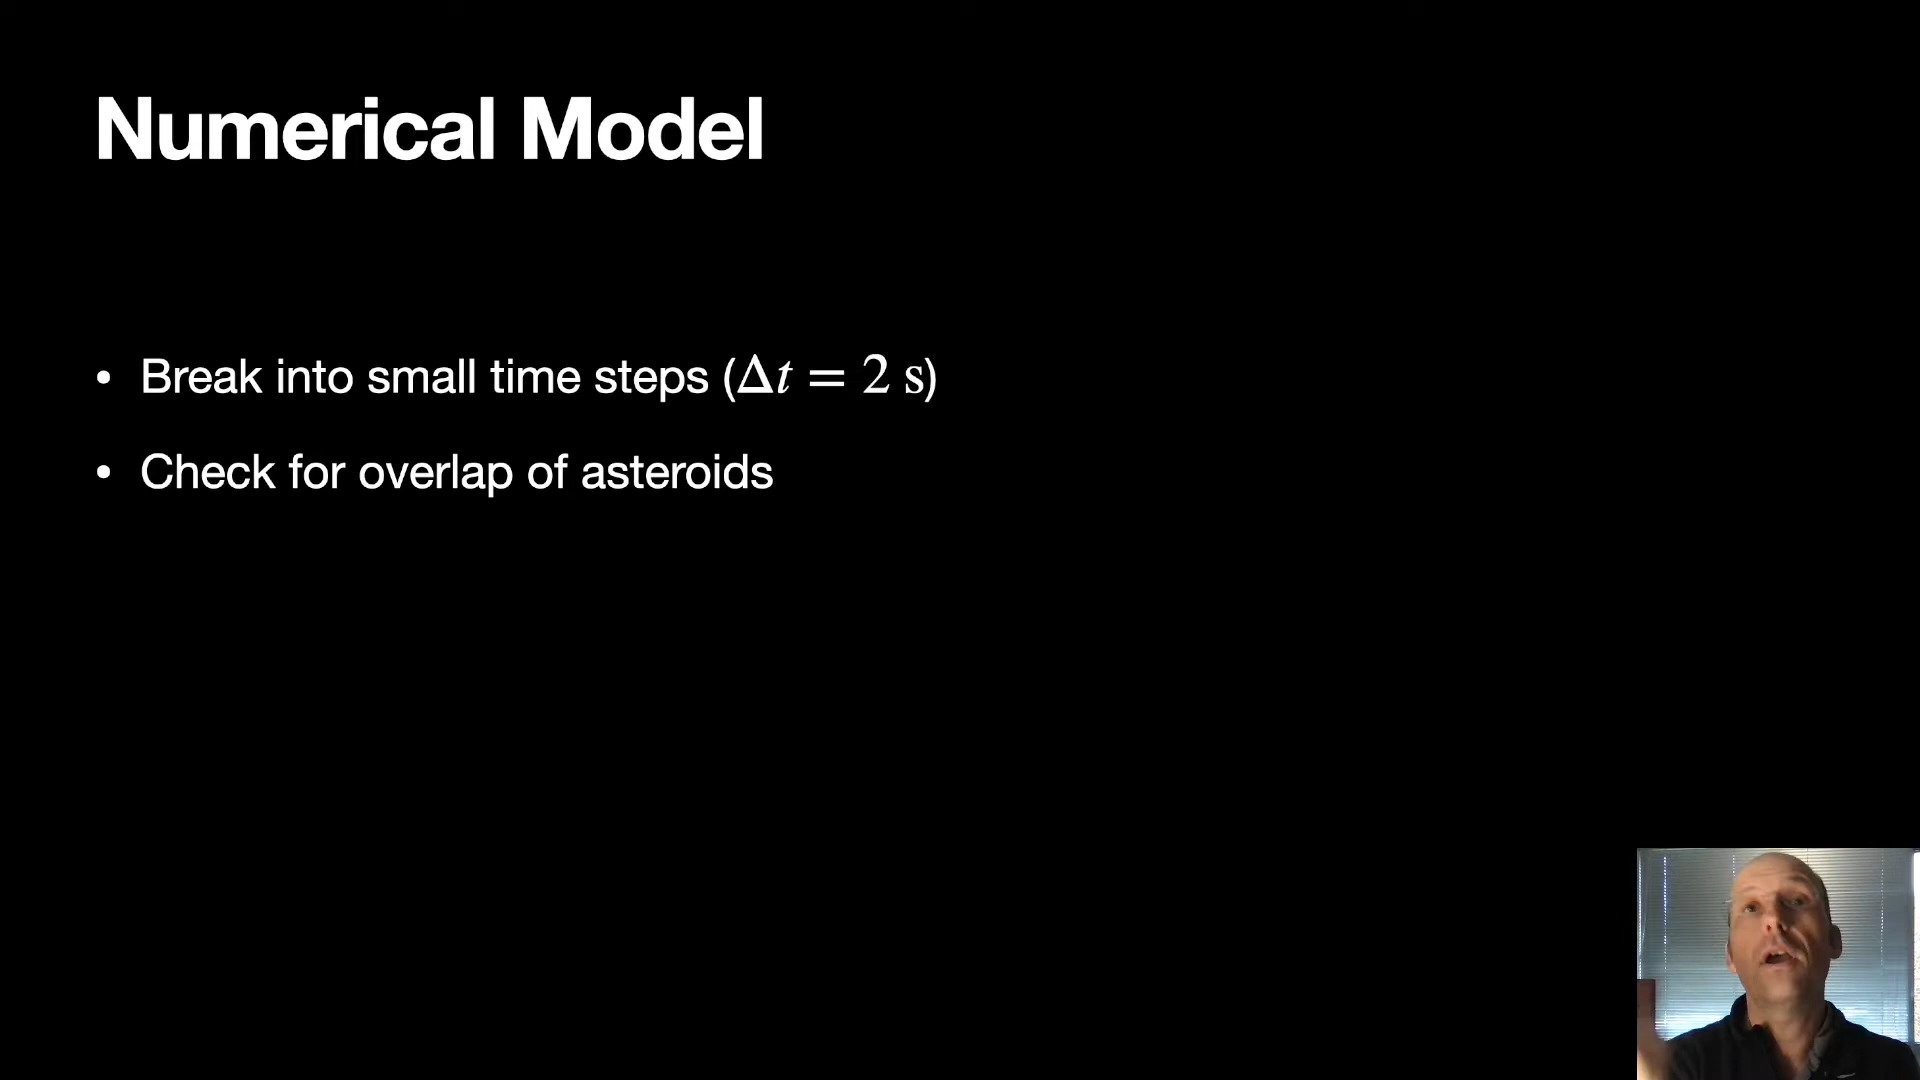 Numerical Model
• Break into small time steps (Δt = 2 s)
• Check for overlap of asteroids